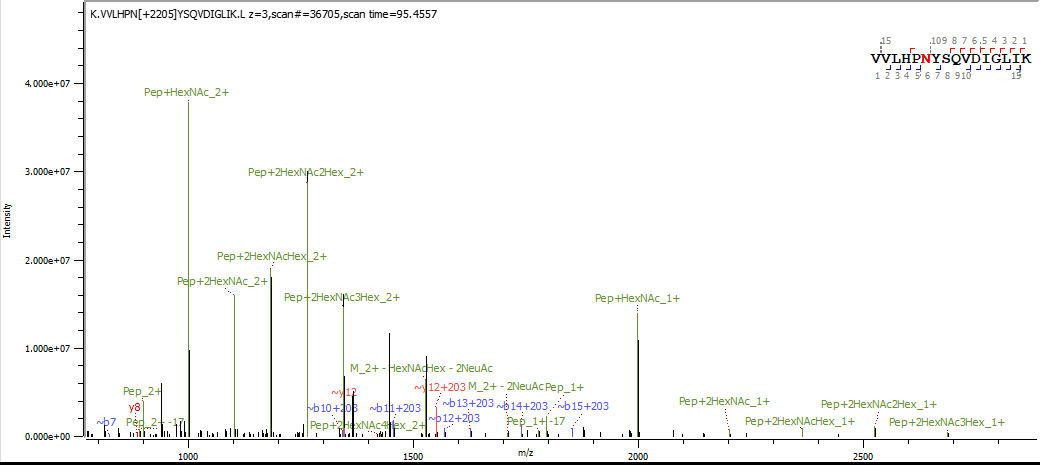 K.VVLHPN[+2205]YSQVDIGLIK.L z=3,scan#=36705,scan time=95.4557
15 109 8 7 6.5 4 3 2 1
VVLHPNYSQVDIGLIK
1 2 3 4 5 6 7 8 910 15
4.000e+07
3.000e+07
2.000e+07
1.000e+07
0.000e+00
Intensity
Pep+HexNAc_2+
Pep+2HexNAc2Hex_2+
Pep+2HexNAcHex_2+
Pep+2HexNAc_2+
Pep+2HexNAc3Hex_2+
Pep+HexNAc_1+
M_2+ - HexNAcHex - 2NeuAc
Pep_2+
~y12
~y12+203
M_2+ - 2NeuAc
Pep_1+
y8
~b10+203
~b11+203
~b13+203
~b14+203
~b15+203
Pep+2HexNAc_1+
Pep+2HexNAc2Hex_1+
~b7
Pep_2+-17
Pep+2HexNAc4Hex_2+
~b12+203
Pep_1+-17
Pep+2HexNAcHex_1+
Pep+2HexNAc3Hex_1+
1000
1500
2000
2500
m/z